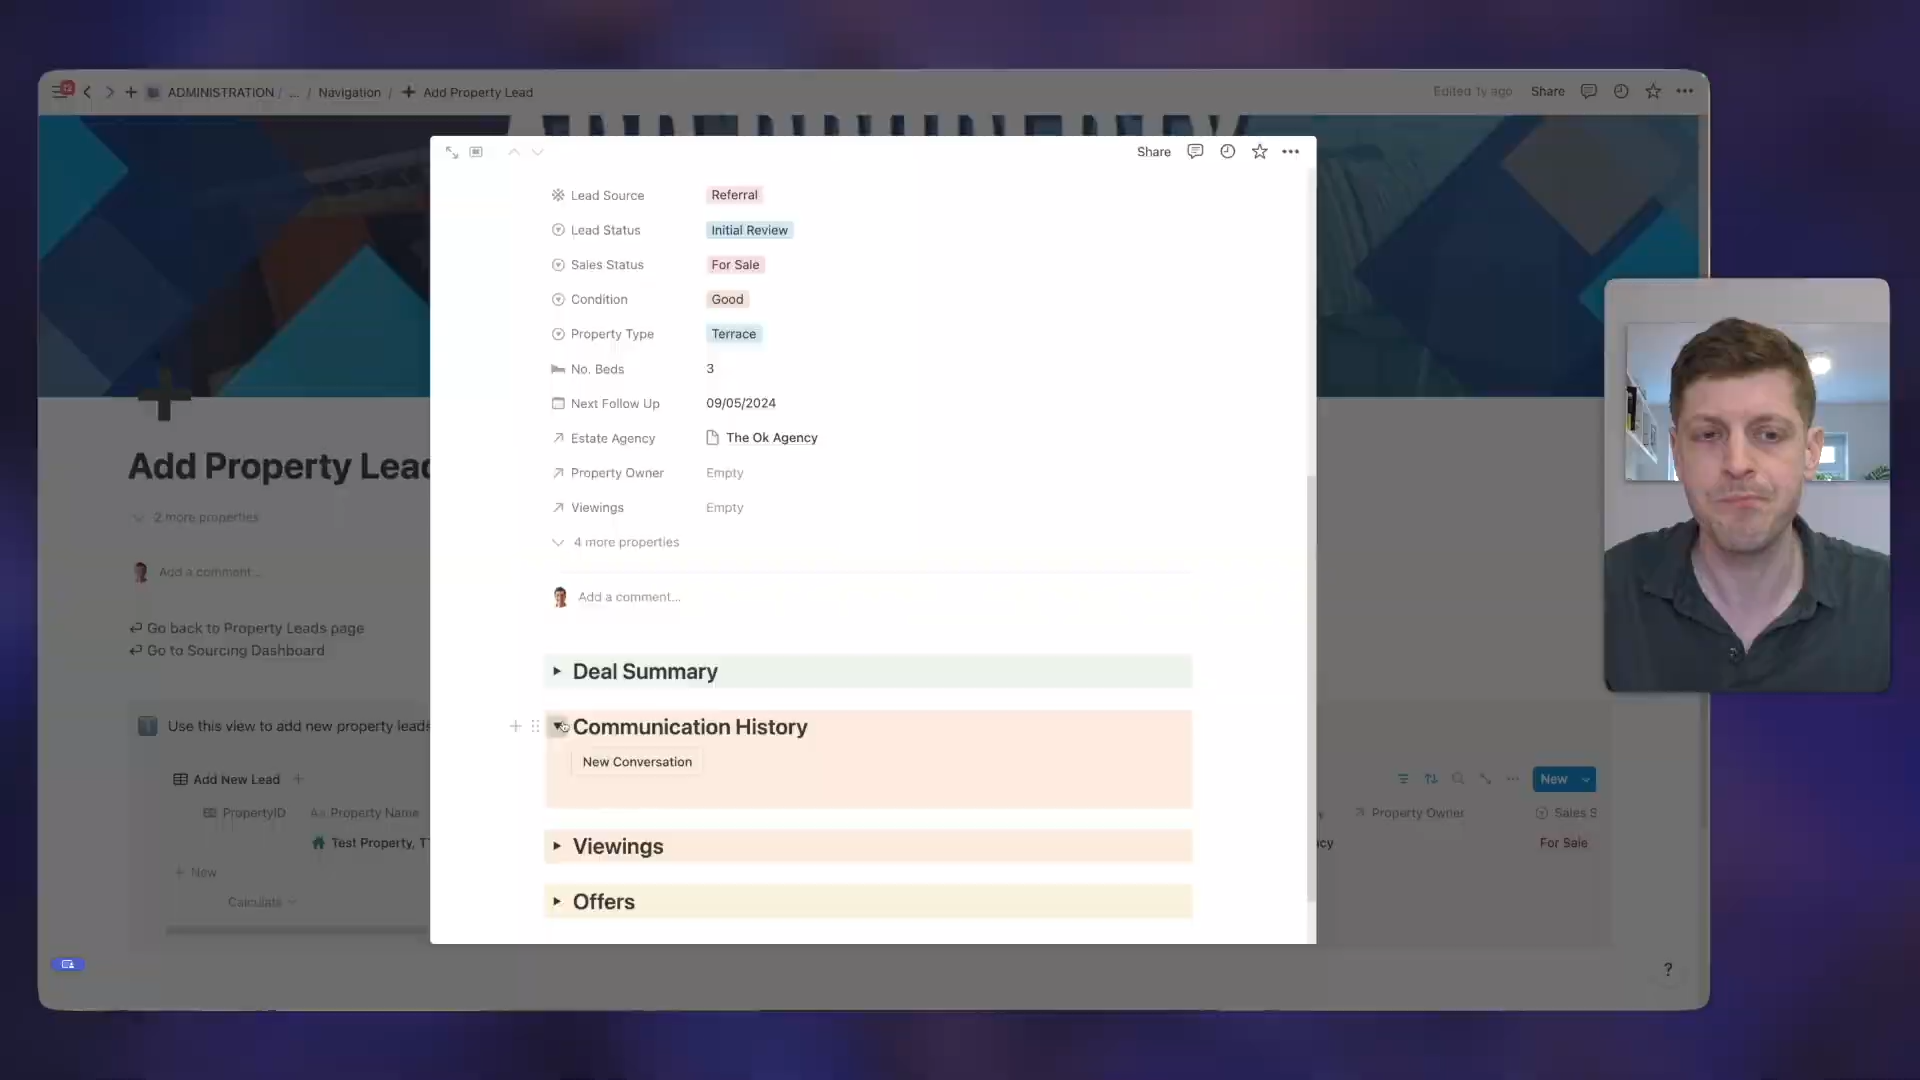 ADMINISTRATION / ... / Navigation / Add Property Lead
Edited 1y ago Share
Share
Lead Source Referral
Lead Status Initial Review
Sales Status For Sale
Condition Good
Property Type Terrace
No. Beds 3
Next Follow Up 09/05/2024
Estate Agency The Ok Agency
Property Owner Empty
Viewings Empty
4 more properties
Add a comment...
Deal Summary
Communication History
New Conversation
Viewings
Offers
Add Property Lead
2 more properties
Add a comment...
Go back to Property Leads page
Go to Sourcing Dashboard
Use this view to add new property leads
Add New Lead
New
PropertyID Aa Property Name
Property Owner Sales S
Test Property, T
cy For Sale
+ New
Calculate
?